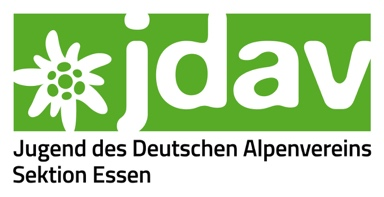 jdav
Jugend des Deutschen Alpenvereins
Sektion Essen